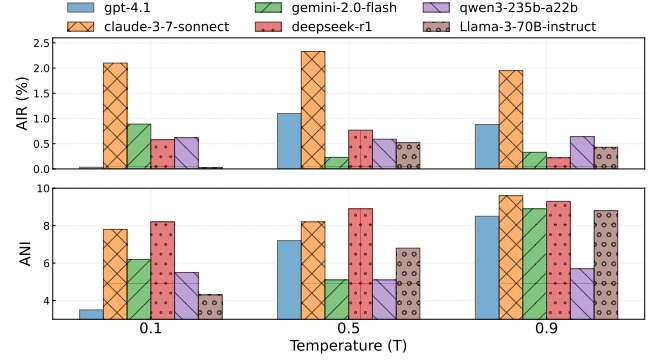 gpt-4.1 gemini-2.0-flash qwen3-235b-a22b
claude-3-7-sonnect deepseek-r1 Llama-3-70B-instruct
AIR (%)
2.5
2.0
1.5
1.0
0.5
0.0
ANI
10
8
6
4
0.1 0.5 0.9
Temperature (T)